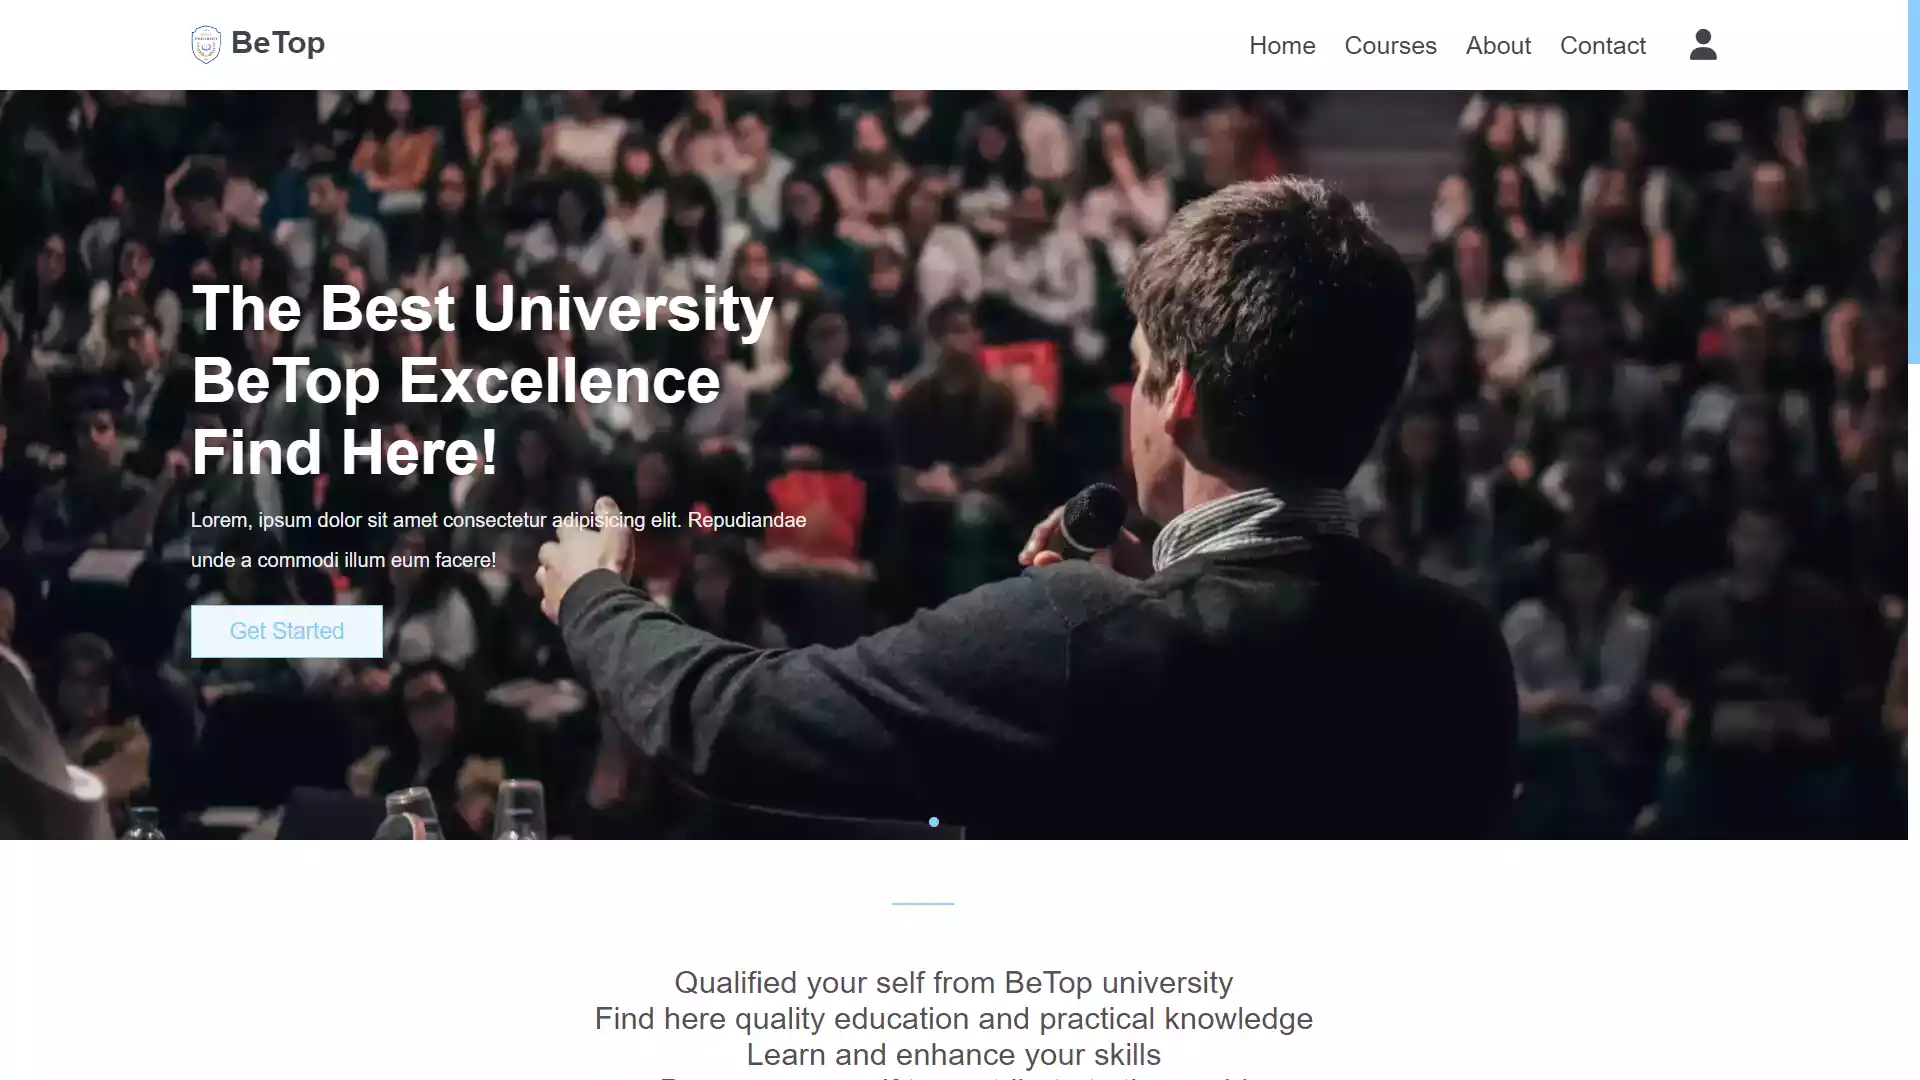 BeTop
Home Courses About Contact
The Best University
BeTop Excellence
Find Here!
Lorem, ipsum dolor sit amet consectetur adipisicing elit. Repudiandae
unde a commodi illum eum facere!
Get Started
Qualified your self from BeTop university
Find here quality education and practical knowledge
Learn and enhance your skills